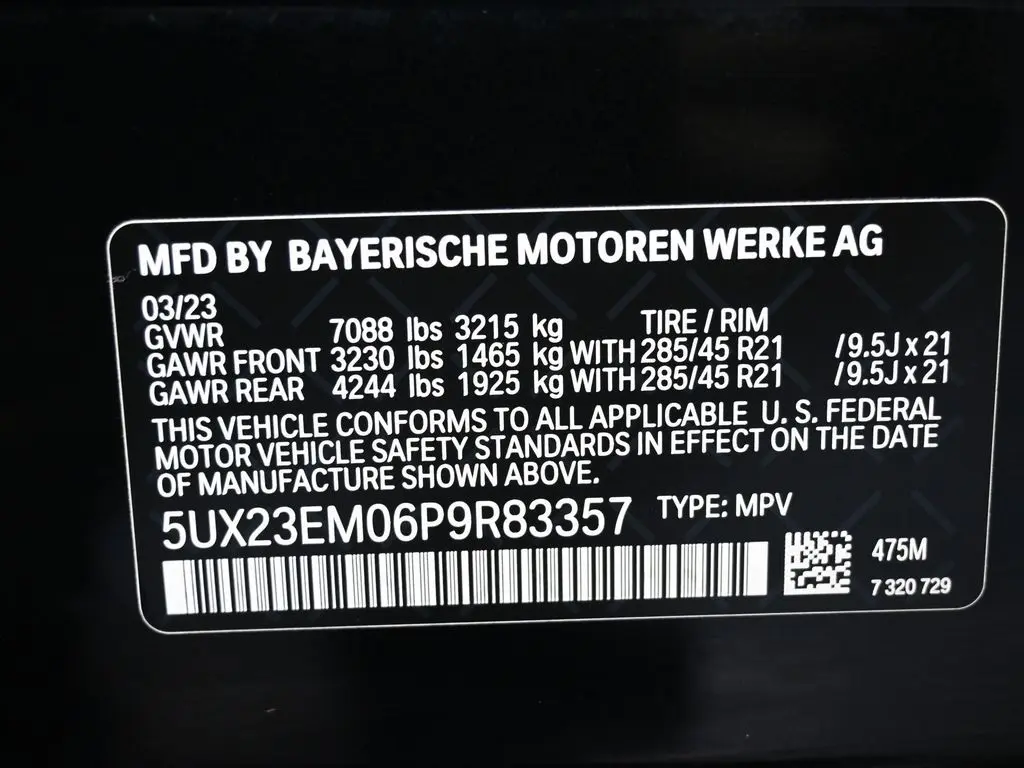 MFD BY BAYERISCHE MOTOREN WERKE AG
03/23
GVWR 7088 lbs 3215 kg TIRE / RIM
GAWR FRONT 3230 lbs 1465 kg WITH 285/45 R21 /9.5J x 21
GAWR REAR 4244 lbs 1925 kg WITH 285/45 R21 /9.5J x 21
THIS VEHICLE CONFORMS TO ALL APPLICABLE U. S. FEDERAL
MOTOR VEHICLE SAFETY STANDARDS IN EFFECT ON THE DATE
OF MANUFACTURE SHOWN ABOVE.
5UX23EM06P9R83357 TYPE: MPV
475M
7 320 729